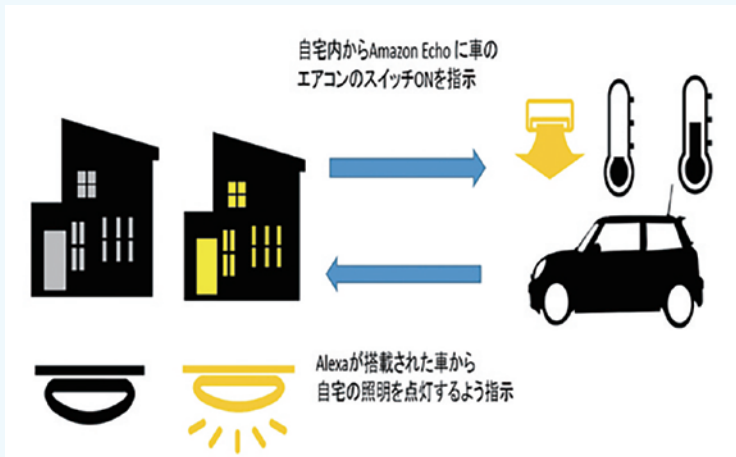 自宅内からAmazon Echo に車の
エアコンのスイッチONを指示
Alexaが搭載された車から
自宅の照明を点灯するよう指示